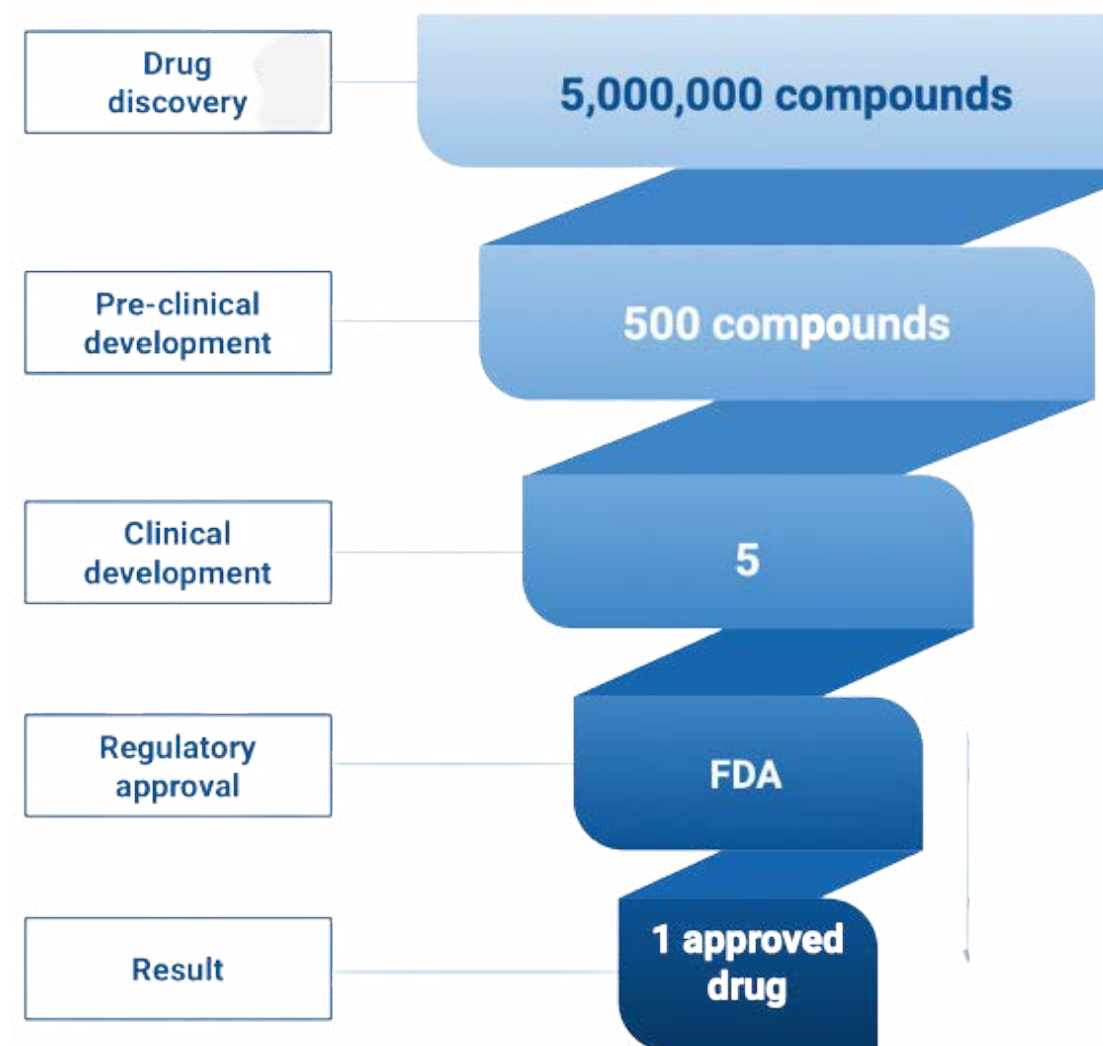 Drug
discovery
5,000,000 compounds
Pre-clinical
development
500 compounds
Clinical
development
5
Regulatory
approval
FDA
Result
1 approved
drug